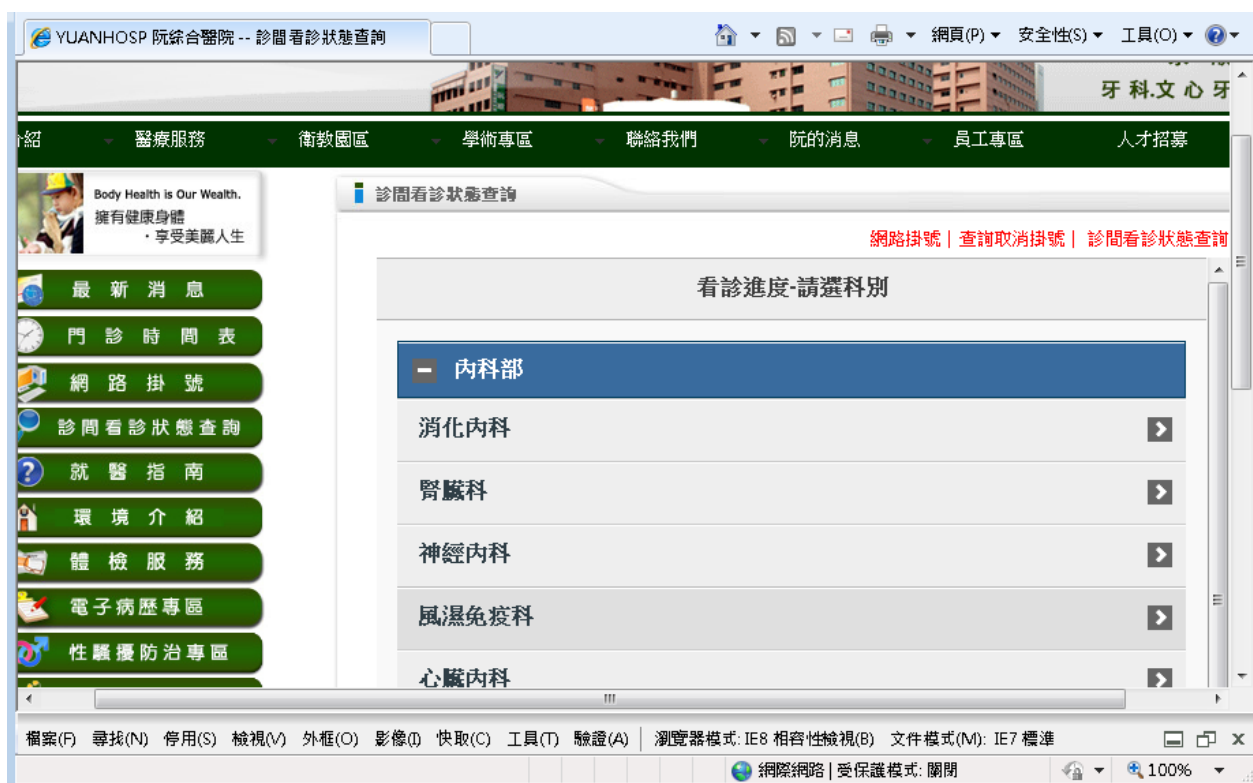 YUANHOSP 阮綜合醫院 -- 診間看診狀態查詢
網頁(P) 安全性(S) 工具(O)
牙科.文心牙
介紹 醫療服務 衛教園區 學術專區 聯絡我們 阮的消息 員工專區 人才招募
Body Health is Our Wealth.
擁有健康身體
・享受美麗人生
診間看診狀態查詢
網路掛號| 查詢取消掛號| 診間看診狀態查詢
看診進度-請選科別
最新消息
門診時間表
網路掛號
診間看診狀態查詢
就醫指南
環境介紹
體檢服務
電子病歷專區
性騷擾防治專區
內科部
消化內科
腎臟科
神經內科
風濕免疫科
心臟內科
檔案(F) 尋找(N) 停用(S) 檢視(V) 外框(O) 影像(I) 快取(C) 工具(T) 驗證(A) 瀏覽器模式: IE8 相容性檢視(B) 文件模式(M): IE7 標準
網際網路 | 受保護模式: 關閉 100%